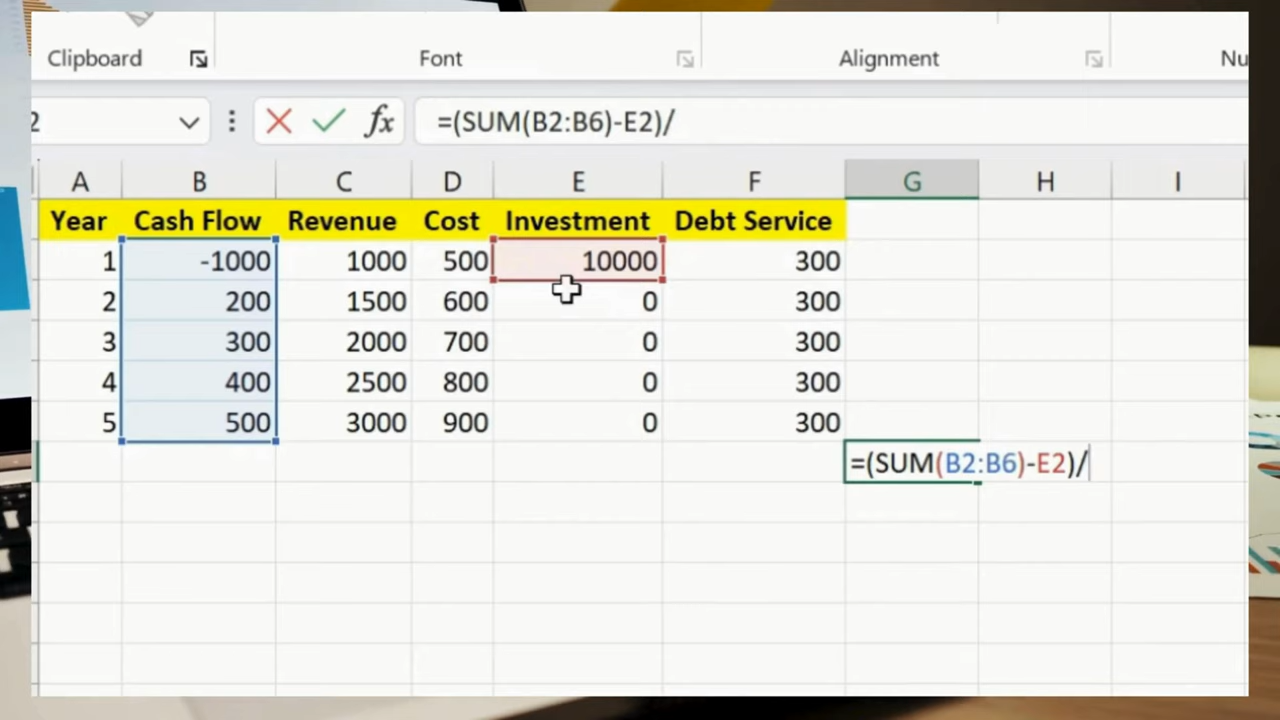 Clipboard Font Alignment Nu
2 fx =(SUM(B2:B6)-E2)/
A B C D E F G H I
Year Cash Flow Revenue Cost Investment Debt Service
1 -1000 1000 500 10000 300
2 200 1500 600 0 300
3 300 2000 700 0 300
4 400 2500 800 0 300
5 500 3000 900 0 300
=(SUM(B2:B6)-E2)/